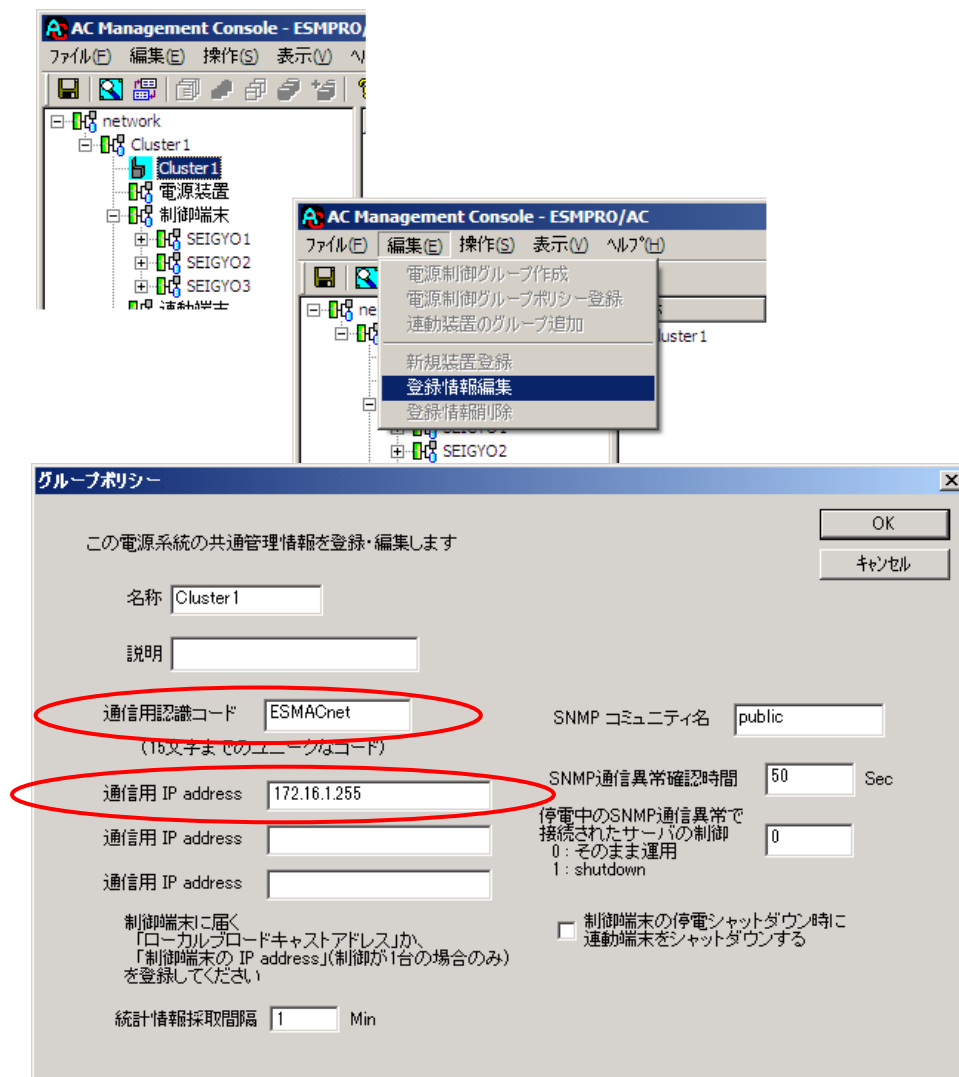 AC Management Console - ESMPRO/
ファイル(F) 編集(E) 操作(S) 表示(V) ヘ
network
Cluster1
Cluster1
電源装置
制御端末
SEIGYO1
SEIGYO2
SEIGYO3
連動端末
AC Management Console - ESMPRO/AC
ファイル(F) 編集(E) 操作(S) 表示(V) ヘルプ(H)
電源制御グループ作成
電源制御グループポリシー登録
連動装置のグループ追加
新規装置登録
登録情報編集
登録情報削除
ne
luster1
SEIGYO1
SEIGYO2
グループポリシー
OK
キャンセル
この電源系統の共通管理情報を登録・編集します
名称 Cluster1
説明
通信用認識コード ESMACnet
(15文字までのユニークなコード)
通信用 IP address 172.16.1.255
通信用 IP address
通信用 IP address
制御端末に届く
「ローカルブロードキャストアドレス」か、
「制御端末の IP address」(制御が1台の場合のみ)
を登録してください
統計情報採取間隔 1 Min
SNMP コミュニティ名 public
SNMP通信異常確認時間 50 Sec
停電中のSNMP通信異常で
接続されたサーバの制御 0
0 : そのまま運用
1 : shutdown
制御端末の停電シャットダウン時に
連動端末をシャットダウンする